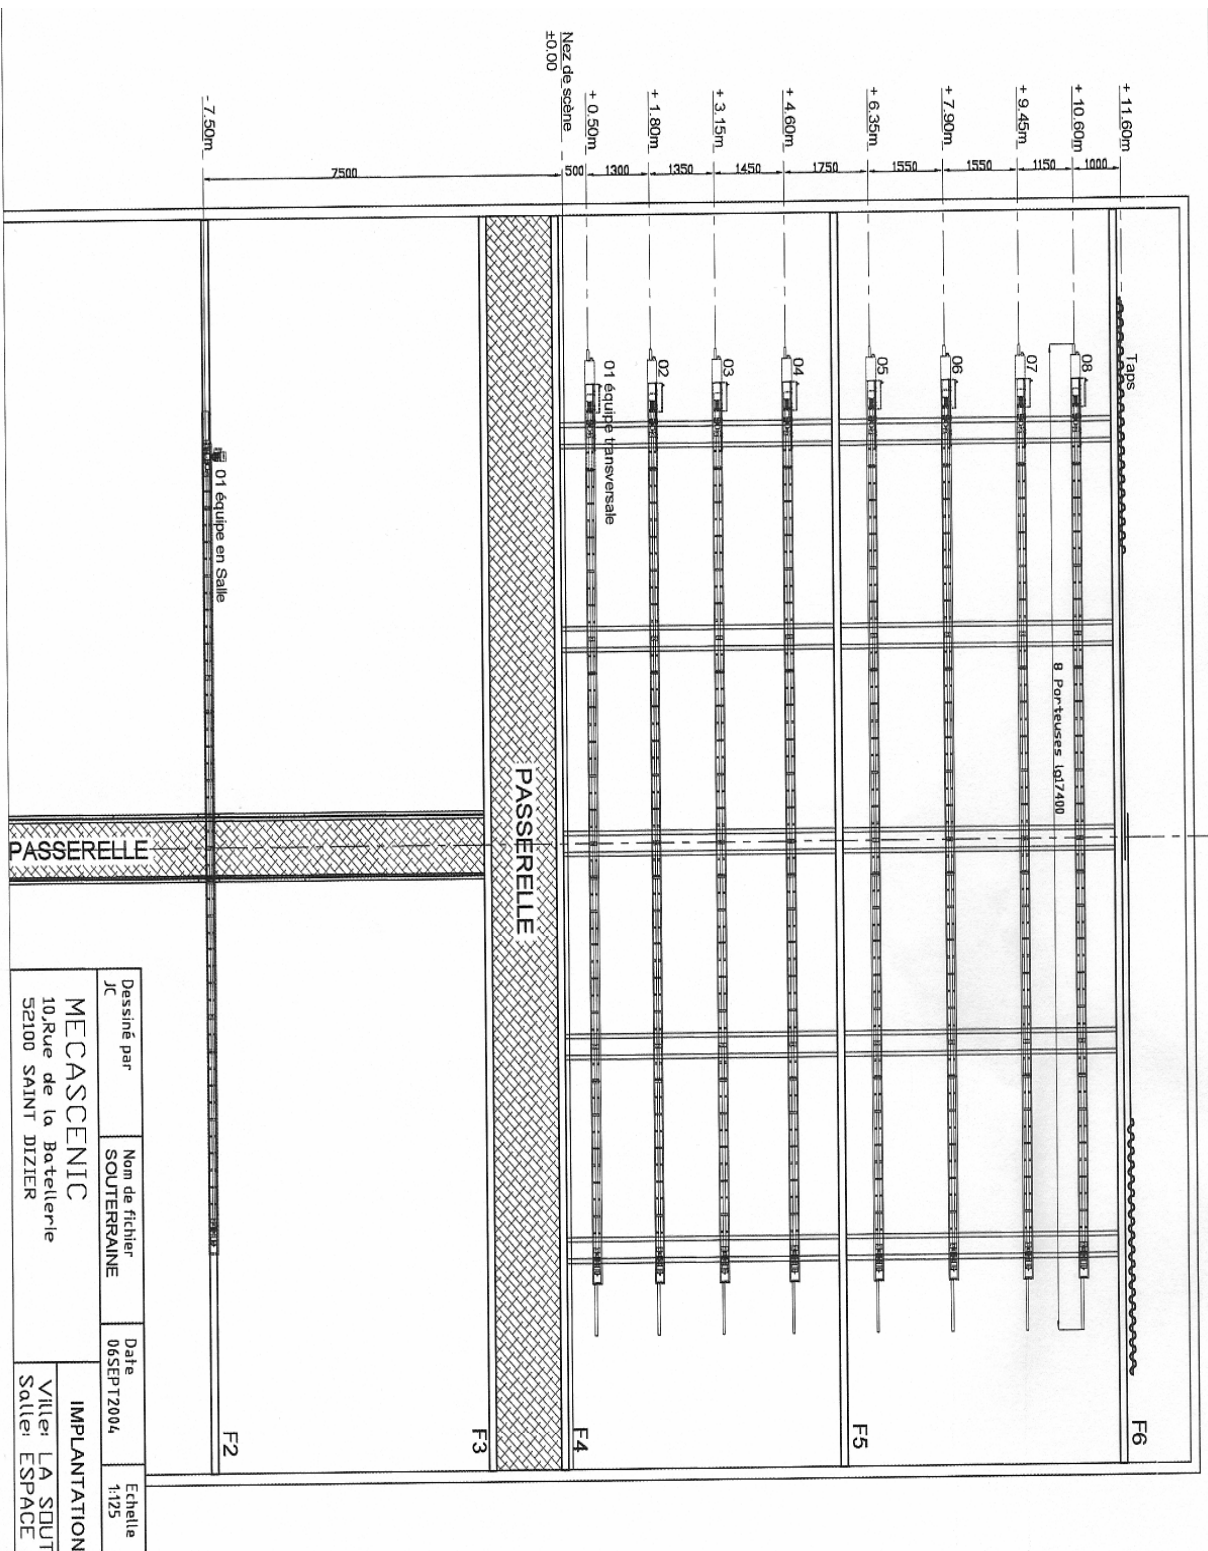 + 11.60m
+ 10.60m
+ 9.45m
+ 7.90m
+ 6.35m
+ 4.60m
+ 3.15m
+ 1.80m
+ 0.50m
Nez de scène
±0.00
- 7.50m
1000
1150
1550
1550
1750
1450
1350
1300
500
7500
Taps
08
07
06
05
04
03
02
01 équipe transversale
01 équipe en Salle
8 Porteuses lg17400
PASSERELLE
PASSERELLE
F6
F5
F4
F3
F2
Dessiné par
JC
Nom de fichier
SOUTERRAINE
Date
06SEPT2004
Echelle
1:125
MECASCENIC
10,Rue de la Batellerie
52100 SAINT DIZIER
IMPLANTATION
Ville: LA SOUT
Salle: ESPACE